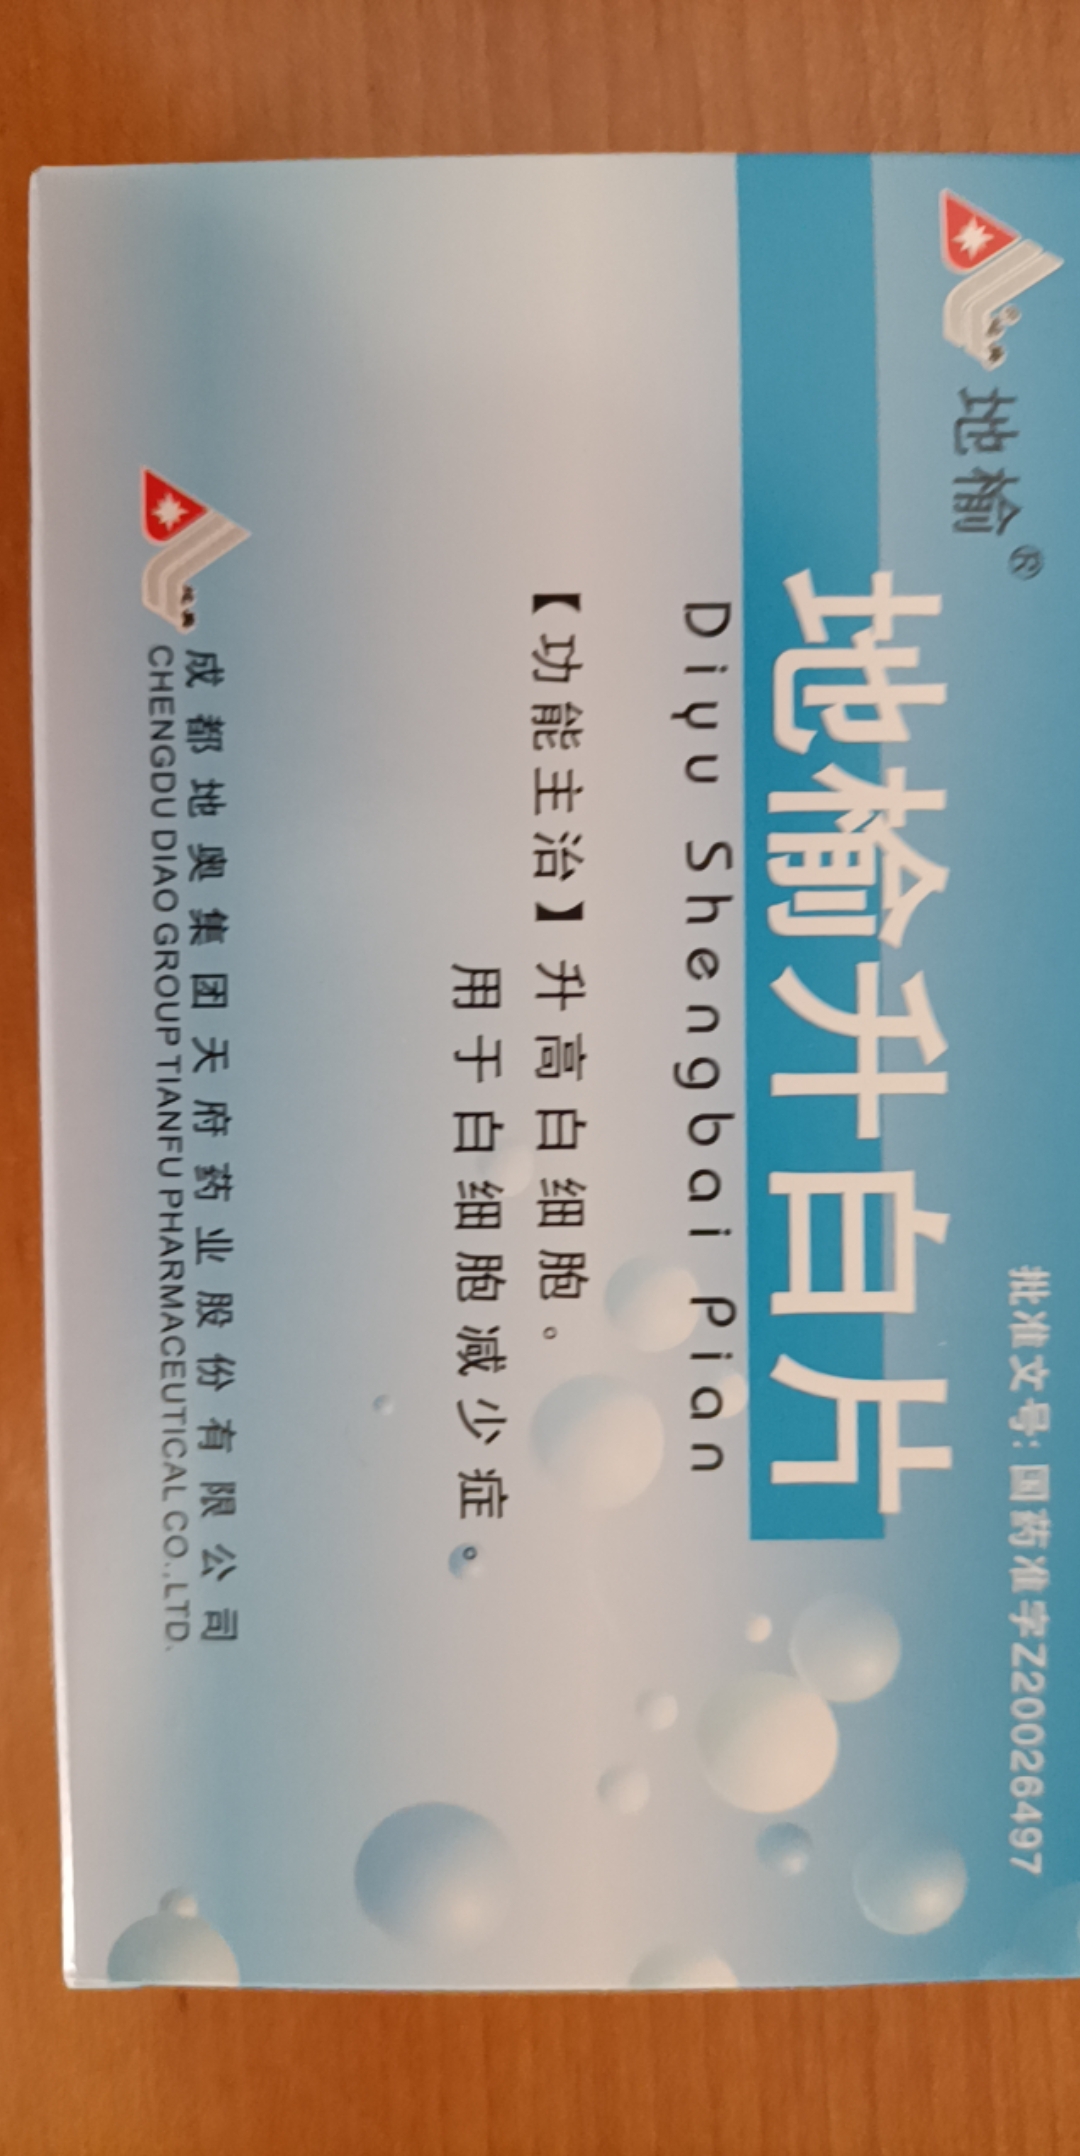 地榆®
批准文号:国药准字Z20026497
地榆升白片
Diyu Shengbai Pian
【功能主治】升高白细胞。
用于白细胞减少症。
成都地奥集团天府药业股份有限公司
CHENGDU DIAO GROUP TIANFU PHARMACEUTICAL CO.,LTD.